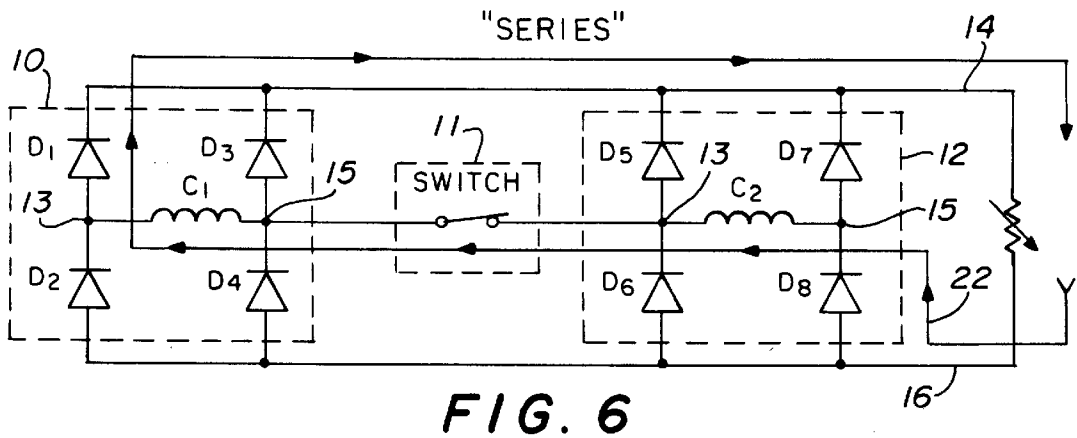 "SERIES"
14
10
11
12
D1
D3
D5
D7
SWITCH
13
C1
15
13
C2
15
D2
D4
D6
D8
22
16
FIG. 6